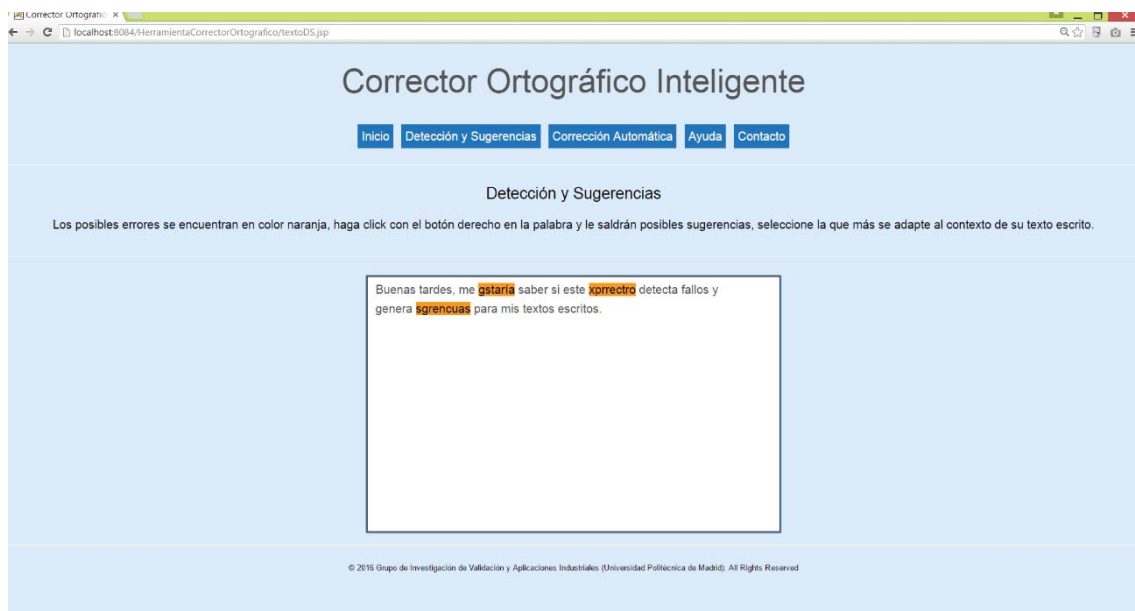 Corrector Ortográfic
localhost:8084/HerramientaCorrectorOrtografico/textoDS.jsp
Corrector Ortográfico Inteligente
Inicio Detección y Sugerencias Corrección Automática Ayuda Contacto
Detección y Sugerencias
Los posibles errores se encuentran en color naranja, haga click con el botón derecho en la palabra y le saldrán posibles sugerencias, seleccione la que más se adapte al contexto de su texto escrito.
Buenas tardes, me gstaría saber si este xprrectro detecta fallos y
genera sgrencuas para mis textos escritos.
© 2016 Grupo de Investigación de Validación y Aplicaciones Industriales (Universidad Politécnica de Madrid). All Rights Reserved